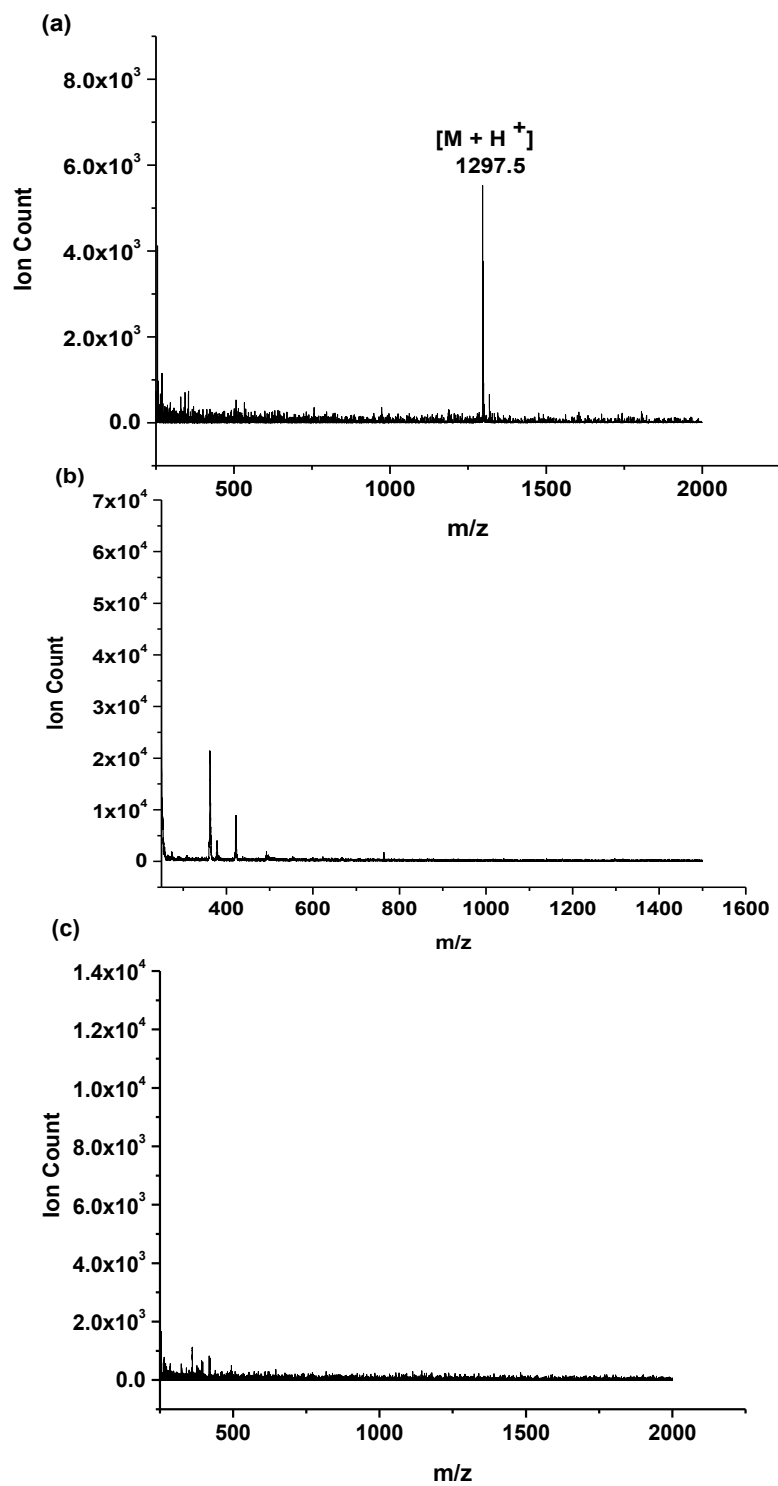 (a)
8.0x10³
6.0x10³
4.0x10³
2.0x10³
0.0
Ion Count
[M + H ⁺]
1297.5
500 1000 1500 2000
m/z
(b)
7x10⁴
6x10⁴
5x10⁴
4x10⁴
3x10⁴
2x10⁴
1x10⁴
0
Ion Count
400 600 800 1000 1200 1400 1600
m/z
(c)
1.4x10⁴
1.2x10⁴
1.0x10⁴
8.0x10³
6.0x10³
4.0x10³
2.0x10³
0.0
Ion Count
500 1000 1500 2000
m/z